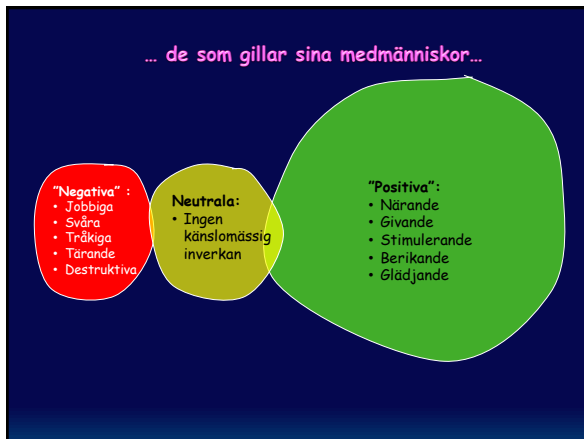 … de som gillar sina medmänniskor…
”Negativa” :
• Jobbiga
• Svåra
• Tråkiga
• Tärande
• Destruktiva
Neutrala:
• Ingen
känslomässig
inverkan
”Positiva”:
• Närande
• Givande
• Stimulerande
• Berikande
• Glädjande